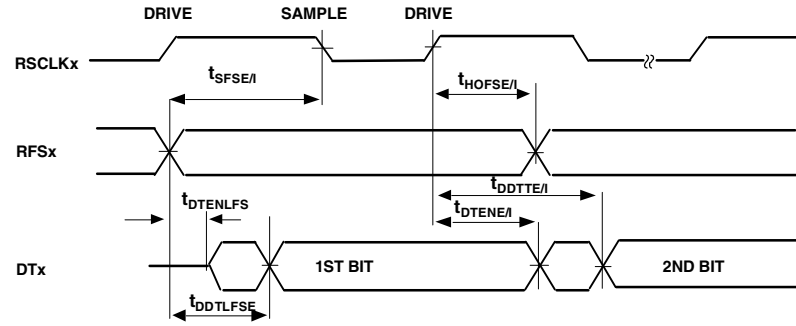 DRIVE SAMPLE DRIVE
RSCLKx
tSFSE/I
tHOFSE/I
RFSx
tDDTTE/I
tDTENLFS
tDTENE/I
DTx
1ST BIT
2ND BIT
tDDTLFSE